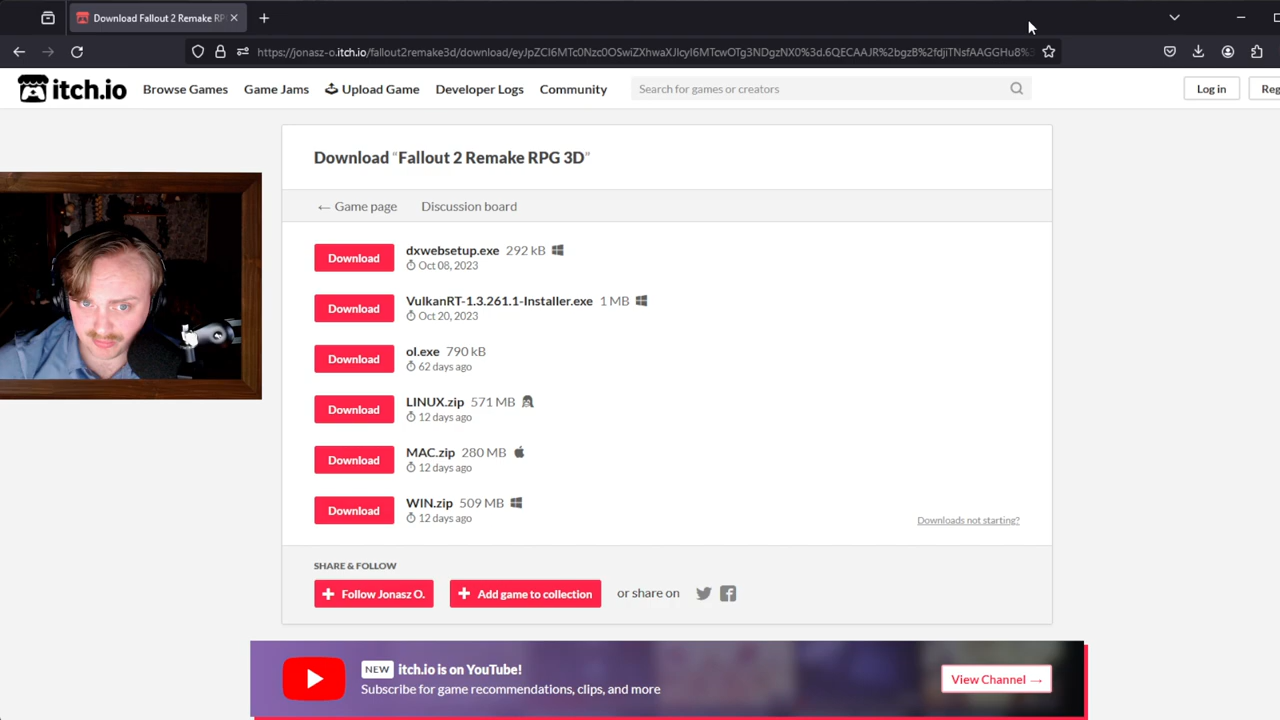 Download Fallout 2 Remake RP
https://jonasz-o.itch.io/fallout2remake3d/download/
itch.io
Browse Games
Game Jams
Upload Game
Developer Logs
Community
Search for games or creators
Log in
Reg
Download “Fallout 2 Remake RPG 3D”
← Game page
Discussion board
Download dxwebsetup.exe 292 kB
Oct 08, 2023
Download VulkanRT-1.3.261.1-Installer.exe 1 MB
Oct 20, 2023
Download ol.exe 790 kB
62 days ago
Download LINUX.zip 571 MB
12 days ago
Download MAC.zip 280 MB
12 days ago
Download WIN.zip 509 MB
12 days ago
Downloads not starting?
SHARE & FOLLOW
+ Follow Jonasz O.
+ Add game to collection
or share on
NEW itch.io is on YouTube!
Subscribe for game recommendations, clips, and more
View Channel →